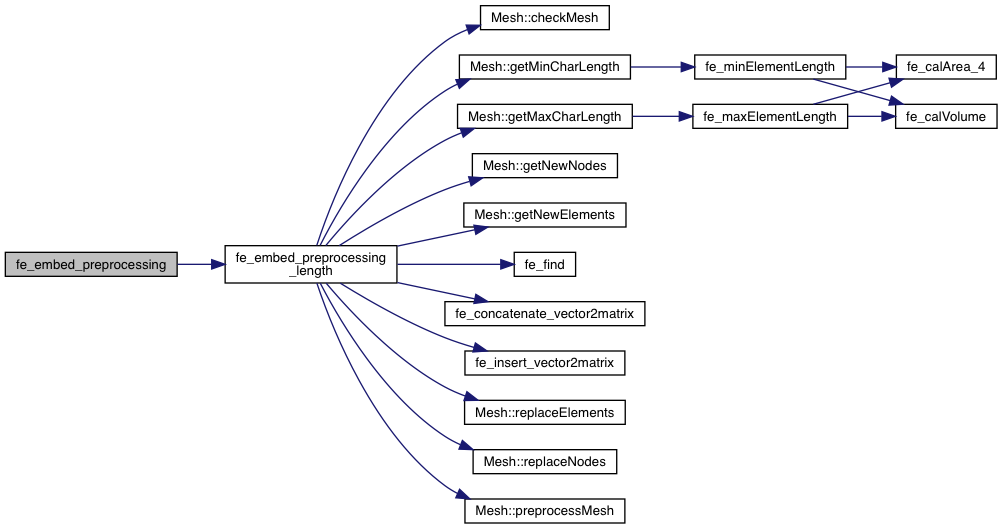 Mesh::checkMesh
Mesh::getMinCharLength
fe_minElementLength
fe_calArea_4
Mesh::getMaxCharLength
fe_maxElementLength
fe_calVolume
Mesh::getNewNodes
Mesh::getNewElements
fe_embed_preprocessing
fe_embed_preprocessing
_length
fe_find
fe_concatenate_vector2matrix
fe_insert_vector2matrix
Mesh::replaceElements
Mesh::replaceNodes
Mesh::preprocessMesh